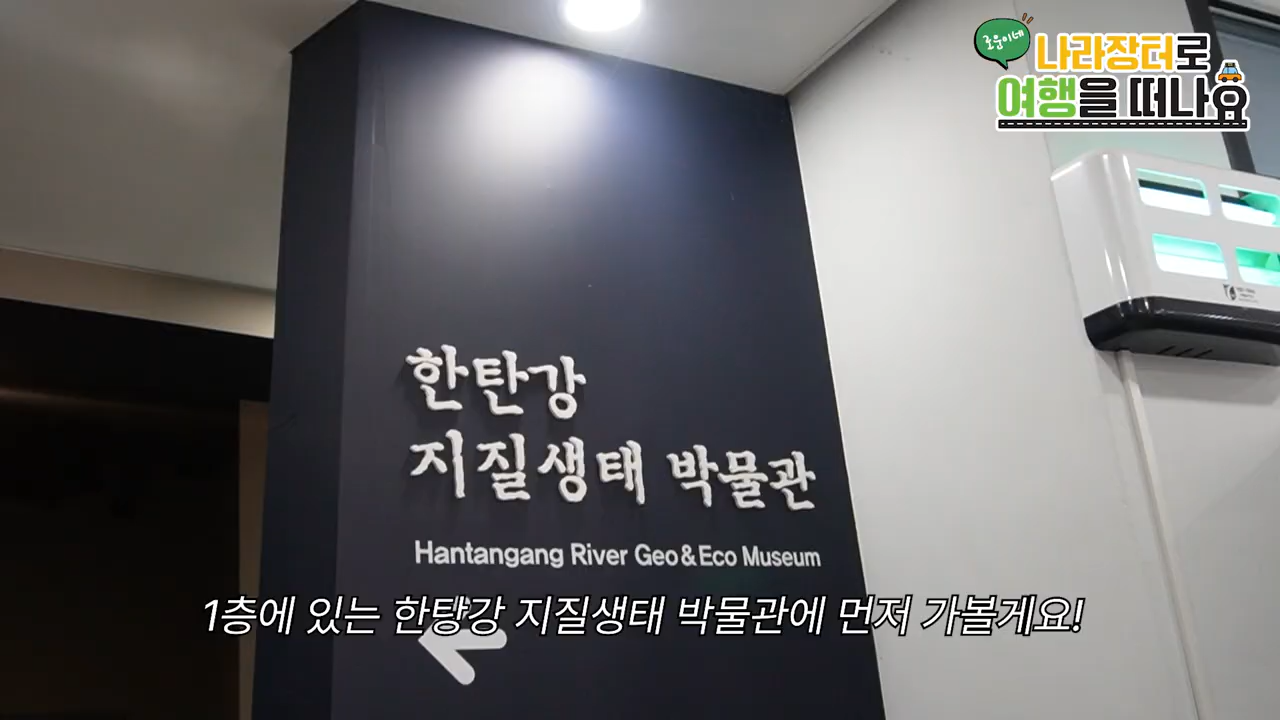 로움이네
나라장터로
여행을 떠나요
한탄강
지질생태 박물관
Hantangang River Geo&Eco Museum
1층에 있는 한탕강 지질생태 박물관에 먼저 가볼게요!